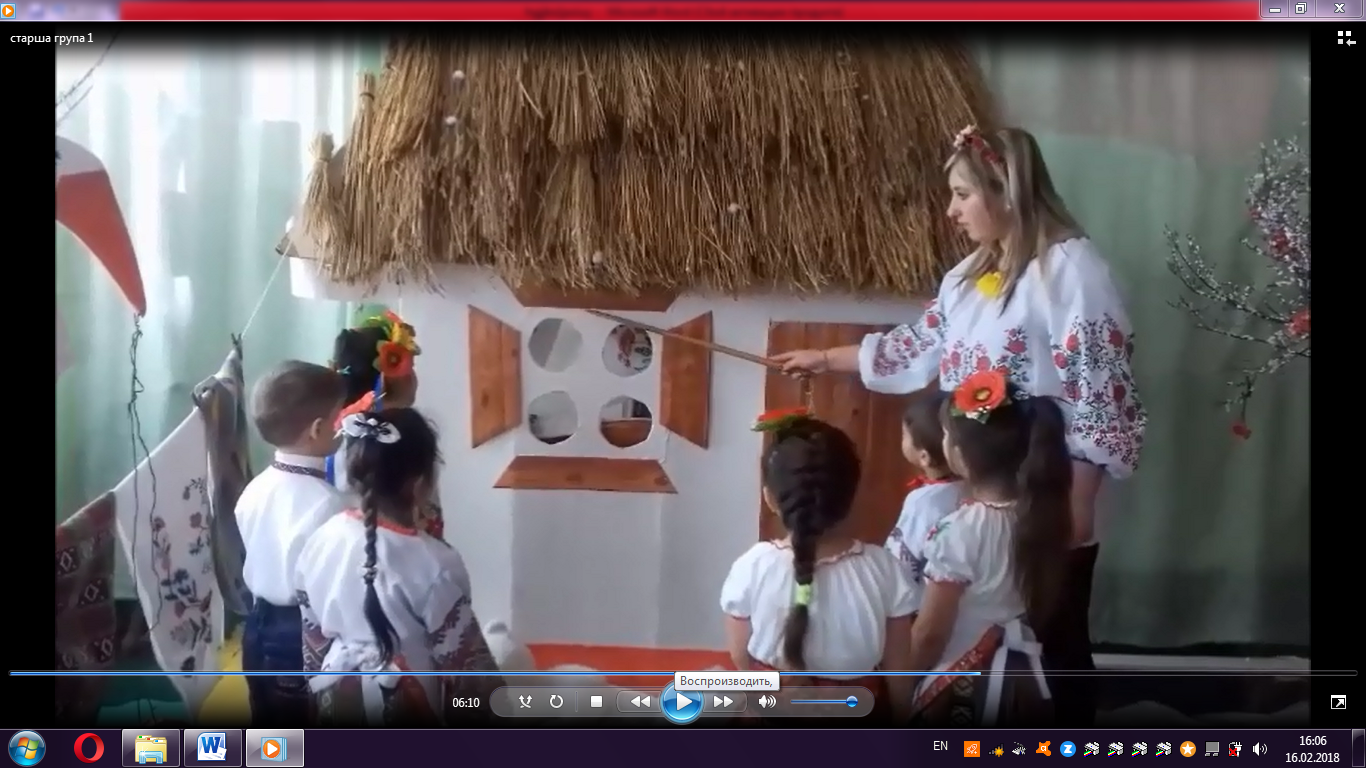 старша група 1
Воспроизводить,
06:10
EN
16:06
16.02.2018